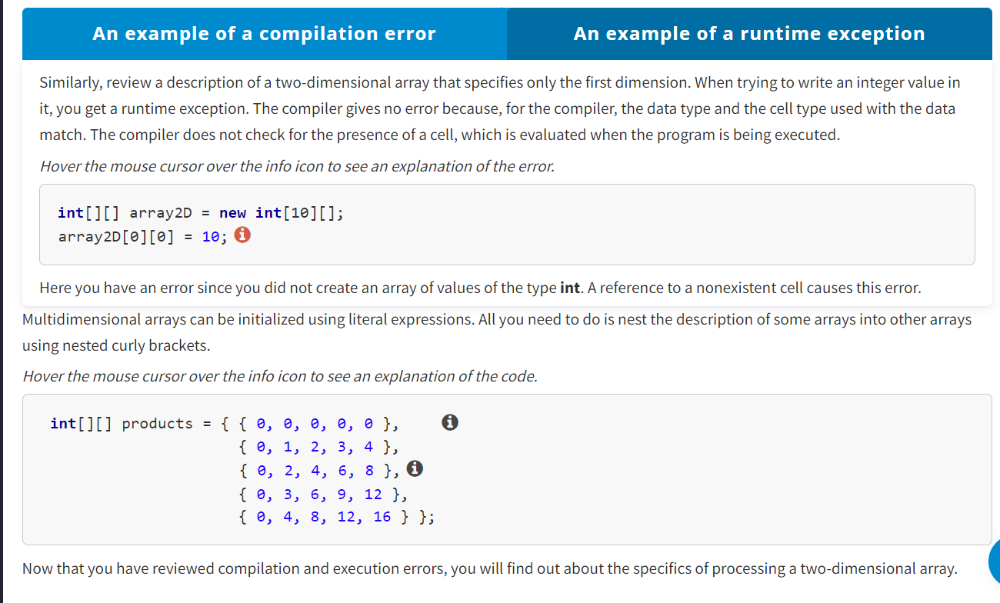 An example of a compilation error
An example of a runtime exception
Similarly, review a description of a two-dimensional array that specifies only the first dimension. When trying to write an integer value in
it, you get a runtime exception. The compiler gives no error because, for the compiler, the data type and the cell type used with the data
match. The compiler does not check for the presence of a cell, which is evaluated when the program is being executed.
Hover the mouse cursor over the info icon to see an explanation of the error.
int[][] array2D = new int[10][];
array2D[0][0] = 10;
Here you have an error since you did not create an array of values of the type int. A reference to a nonexistent cell causes this error.
Multidimensional arrays can be initialized using literal expressions. All you need to do is nest the description of some arrays into other arrays
using nested curly brackets.
Hover the mouse cursor over the info icon to see an explanation of the code.
int[][] products = { { 0, 0, 0, 0, 0 },
{ 0, 1, 2, 3, 4 },
{ 0, 2, 4, 6, 8 },
{ 0, 3, 6, 9, 12 },
{ 0, 4, 8, 12, 16 } };
Now that you have reviewed compilation and execution errors, you will find out about the specifics of processing a two-dimensional array.